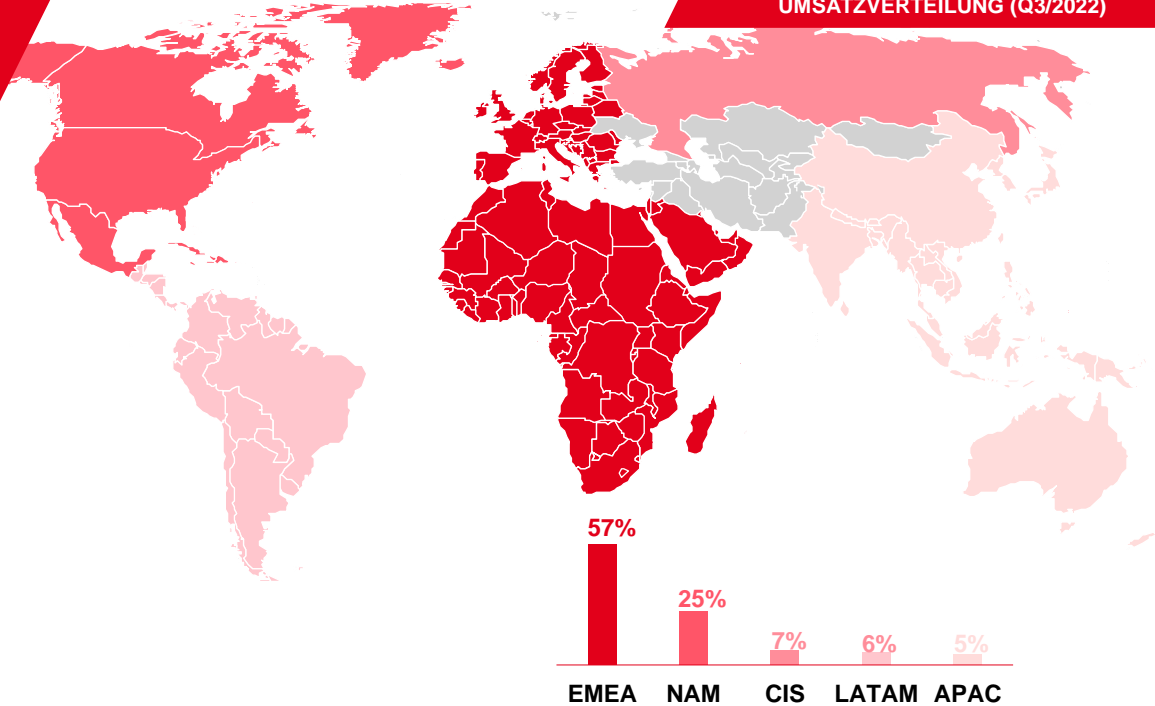 UMSATZVERTEILUNG (Q3/2022)
57%
25%
7%
6%
5%
EMEA NAM CIS LATAM APAC